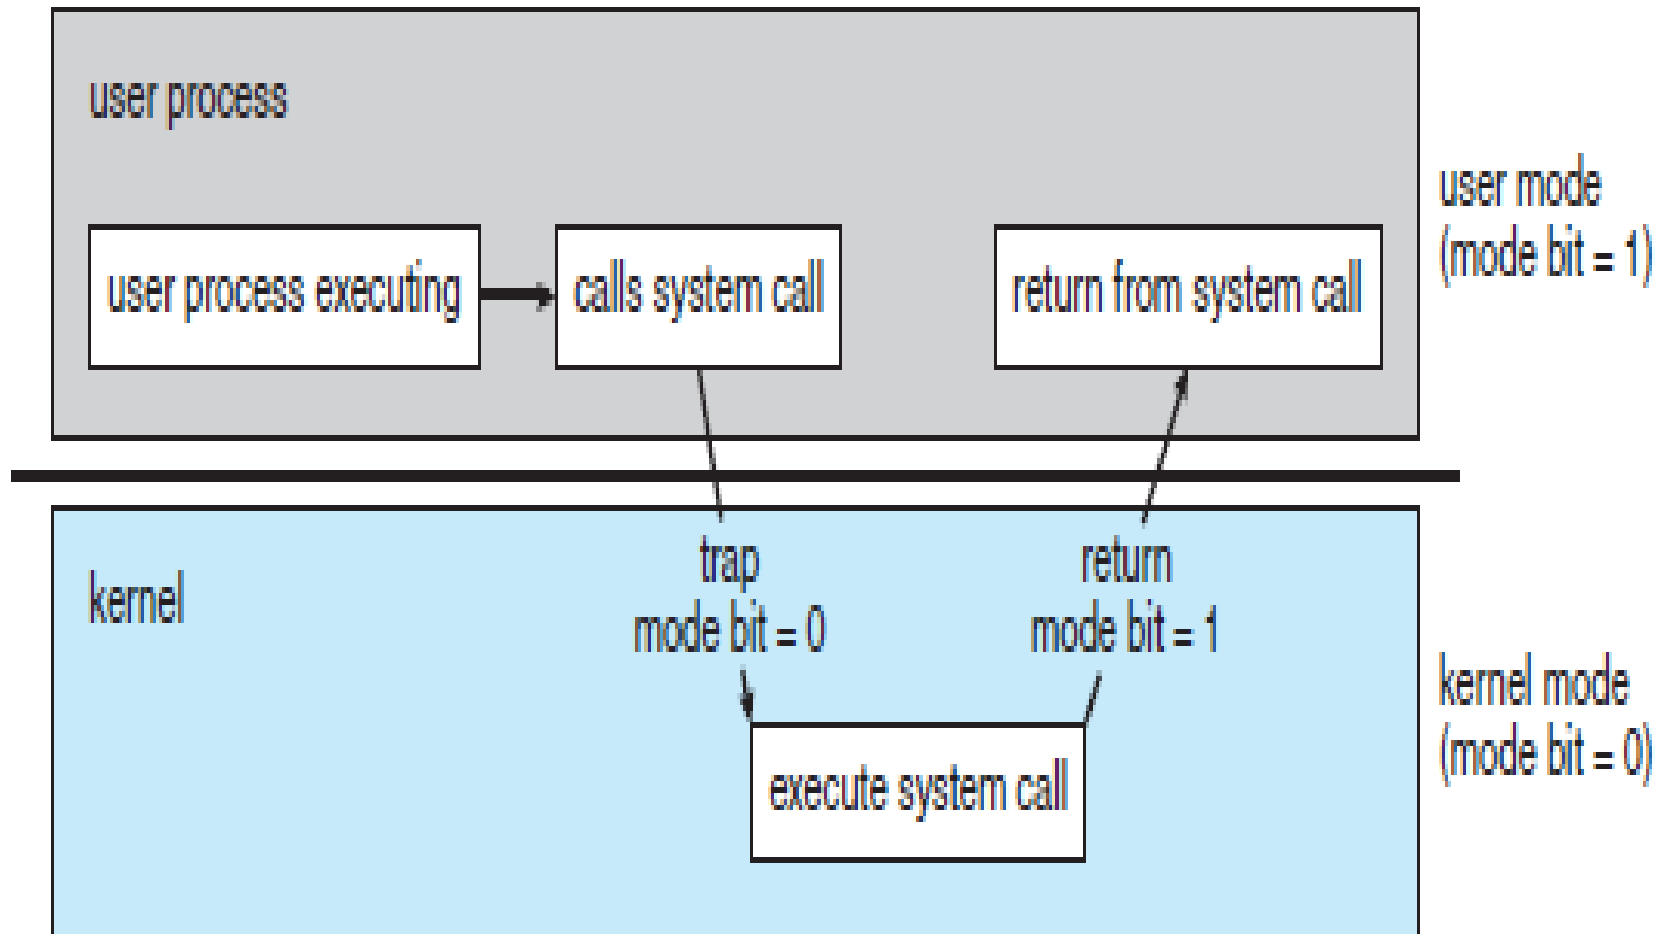 user process
user process executing
calls system call
return from system call
user mode
(mode bit = 1)
kernel
trap
mode bit = 0
return
mode bit = 1
execute system call
kernel mode
(mode bit = 0)